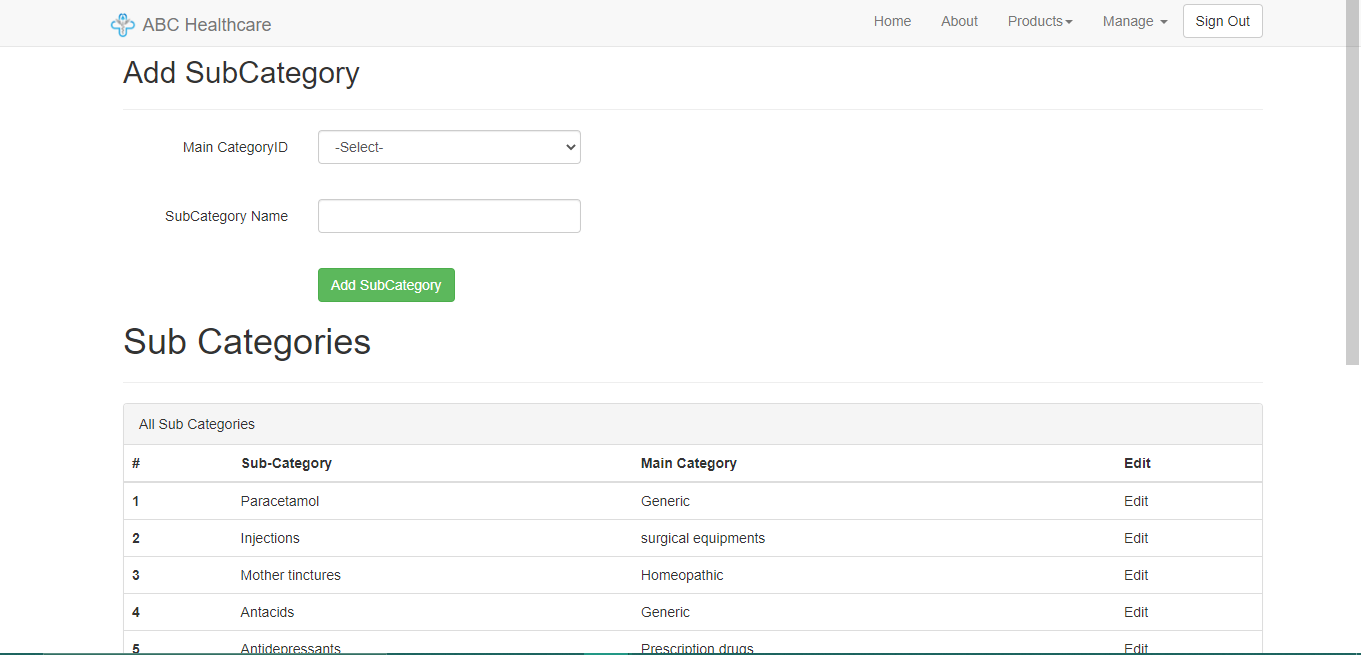 ABC Healthcare Home About Products Manage Sign Out
Add SubCategory
Main CategoryID -Select-
SubCategory Name
Add SubCategory
Sub Categories
All Sub Categories
# Sub-Category Main Category Edit
1 Paracetamol Generic Edit
2 Injections surgical equipments Edit
3 Mother tinctures Homeopathic Edit
4 Antacids Generic Edit
5 Antidepressants Prescription drugs Edit